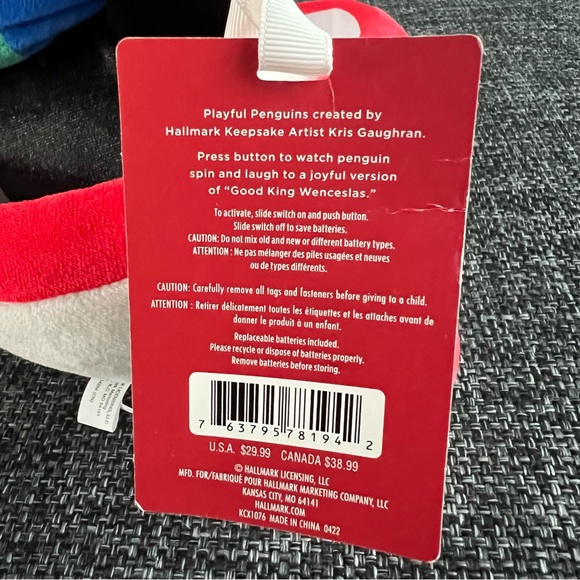 Playful Penguins created by
Hallmark Keepsake Artist Kris Gaughran.
Press button to watch penguin
spin and laugh to a joyful version
of “Good King Wenceslas.”
To activate, slide switch on and push button.
Slide switch off to save batteries.
CAUTION: Do not mix old and new or different battery types.
ATTENTION : Ne pas mélanger des piles usagées et neuves
ou de types différents.
CAUTION: Carefully remove all tags and fasteners before giving to a child.
ATTENTION : Retirer délicatement toutes les étiquettes et les attaches avant de
donner le produit à un enfant.
Replaceable batteries included.
Please recycle or dispose of batteries properly.
Remove batteries before storing.
7 63795 78194 2
U.S.A. $29.99 CANADA $38.99
© HALLMARK LICENSING, LLC
MFD. FOR/FABRIQUÉ POUR HALLMARK MARKETING COMPANY, LLC
KANSAS CITY, MO 64141
HALLMARK.COM
KCX1076 MADE IN CHINA 0422